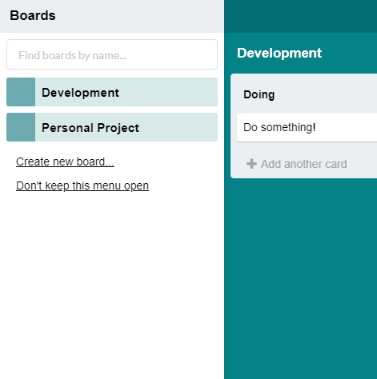 Boards
Find boards by name...
Development
Personal Project
Create new board...
Don't keep this menu open
Development
Doing
Do something!
Add another card